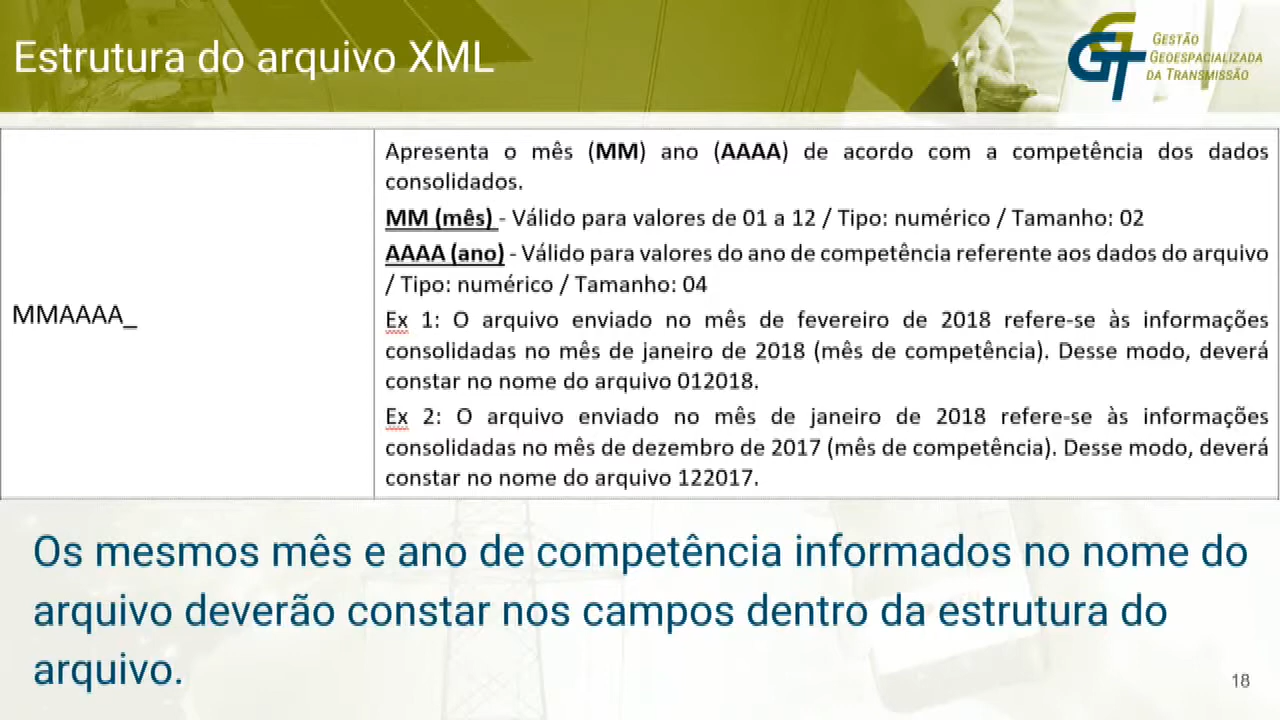 Estrutura do arquivo XML
GGT
GESTÃO
GEOESPACIALIZADA
DA TRANSMISSÃO
MMAAAA_
Apresenta o mês (MM) ano (AAAA) de acordo com a competência dos dados
consolidados.
MM (mês) - Válido para valores de 01 a 12 / Tipo: numérico / Tamanho: 02
AAAA (ano) - Válido para valores do ano de competência referente aos dados do arquivo
/ Tipo: numérico / Tamanho: 04
Ex 1: O arquivo enviado no mês de fevereiro de 2018 refere-se às informações
consolidadas no mês de janeiro de 2018 (mês de competência). Desse modo, deverá
constar no nome do arquivo 012018.
Ex 2: O arquivo enviado no mês de janeiro de 2018 refere-se às informações
consolidadas no mês de dezembro de 2017 (mês de competência). Desse modo, deverá
constar no nome do arquivo 122017.
Os mesmos mês e ano de competência informados no nome do
arquivo deverão constar nos campos dentro da estrutura do
arquivo.
18